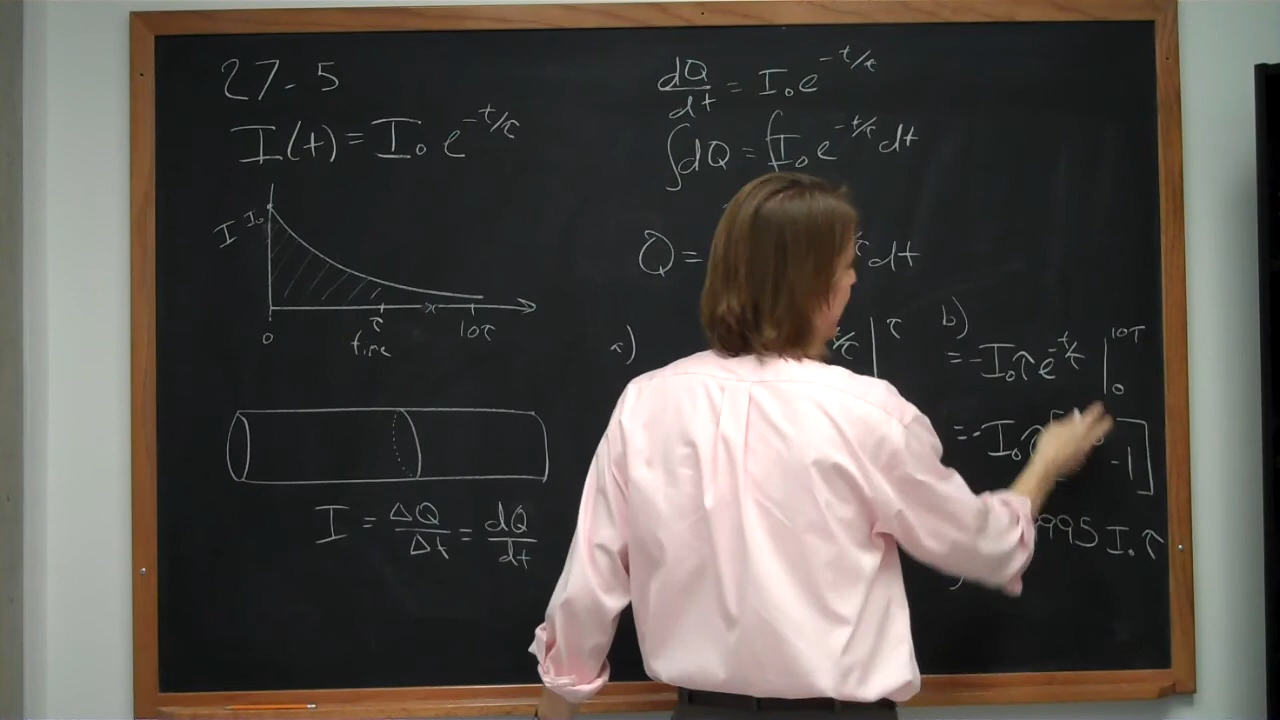 27-5
I(t) = I₀ e^(-t/τ)
I I₀
0 τ 10τ
time
I = ΔQ/Δt = dQ/dt
dQ/dt = I₀ e^(-t/τ)
∫dQ = ∫I₀ e^(-t/τ) dt
Q = dt
a) τ
b)
= -I₀τ e^(-t/τ) | 10τ 0
= -I₀τ [ -1 ]
995 I₀τ